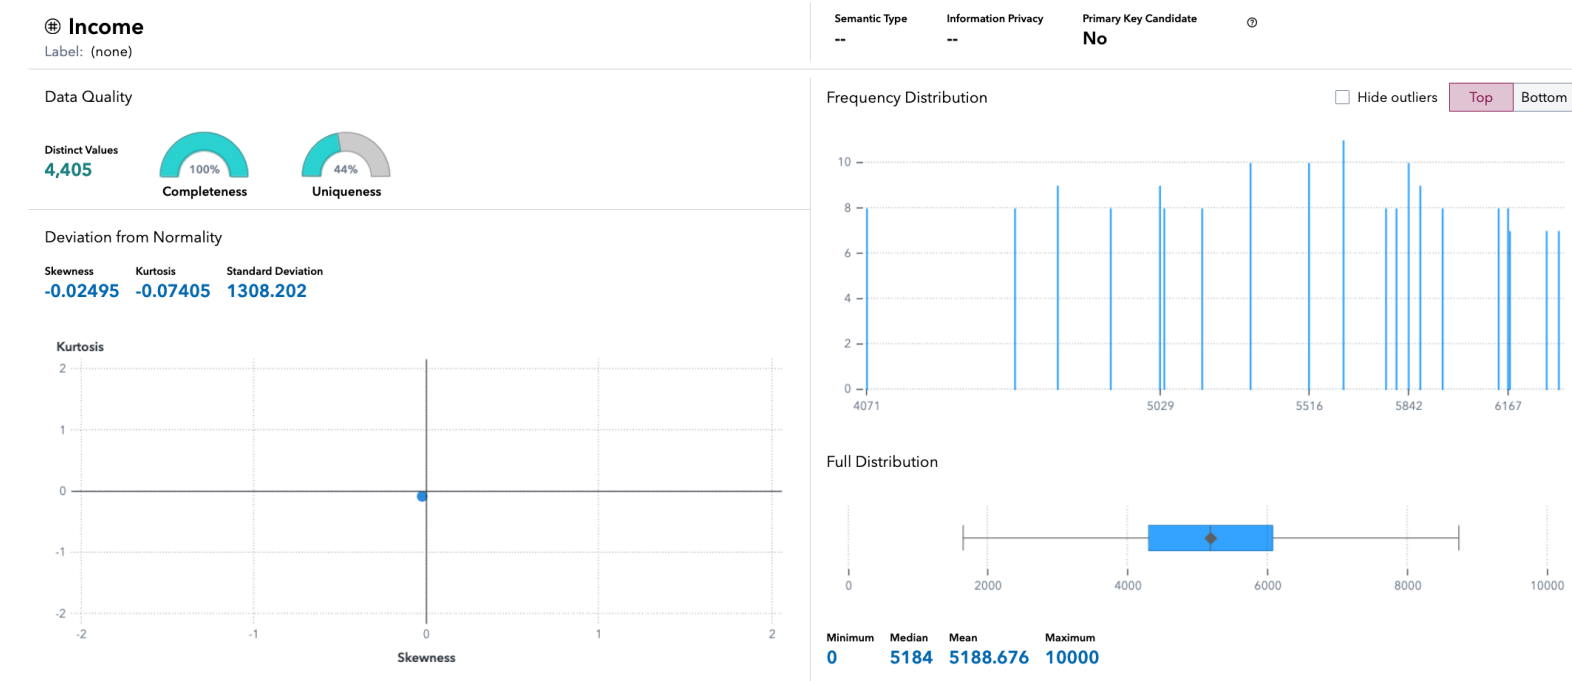 Income
Label: (none)
Semantic Type Information Privacy Primary Key Candidate
-- -- No
Data Quality
Distinct Values
4,405
100%
Completeness
44%
Uniqueness
Deviation from Normality
Skewness Kurtosis Standard Deviation
-0.02495 -0.07405 1308.202
Kurtosis
2
1
0
-1
-2
-2 -1 0 1 2
Skewness
Frequency Distribution
Hide outliers Top Bottom
10
8
6
4
2
0
4071 5029 5516 5842 6167
Full Distribution
0 2000 4000 6000 8000 10000
Minimum Median Mean Maximum
0 5184 5188.676 10000